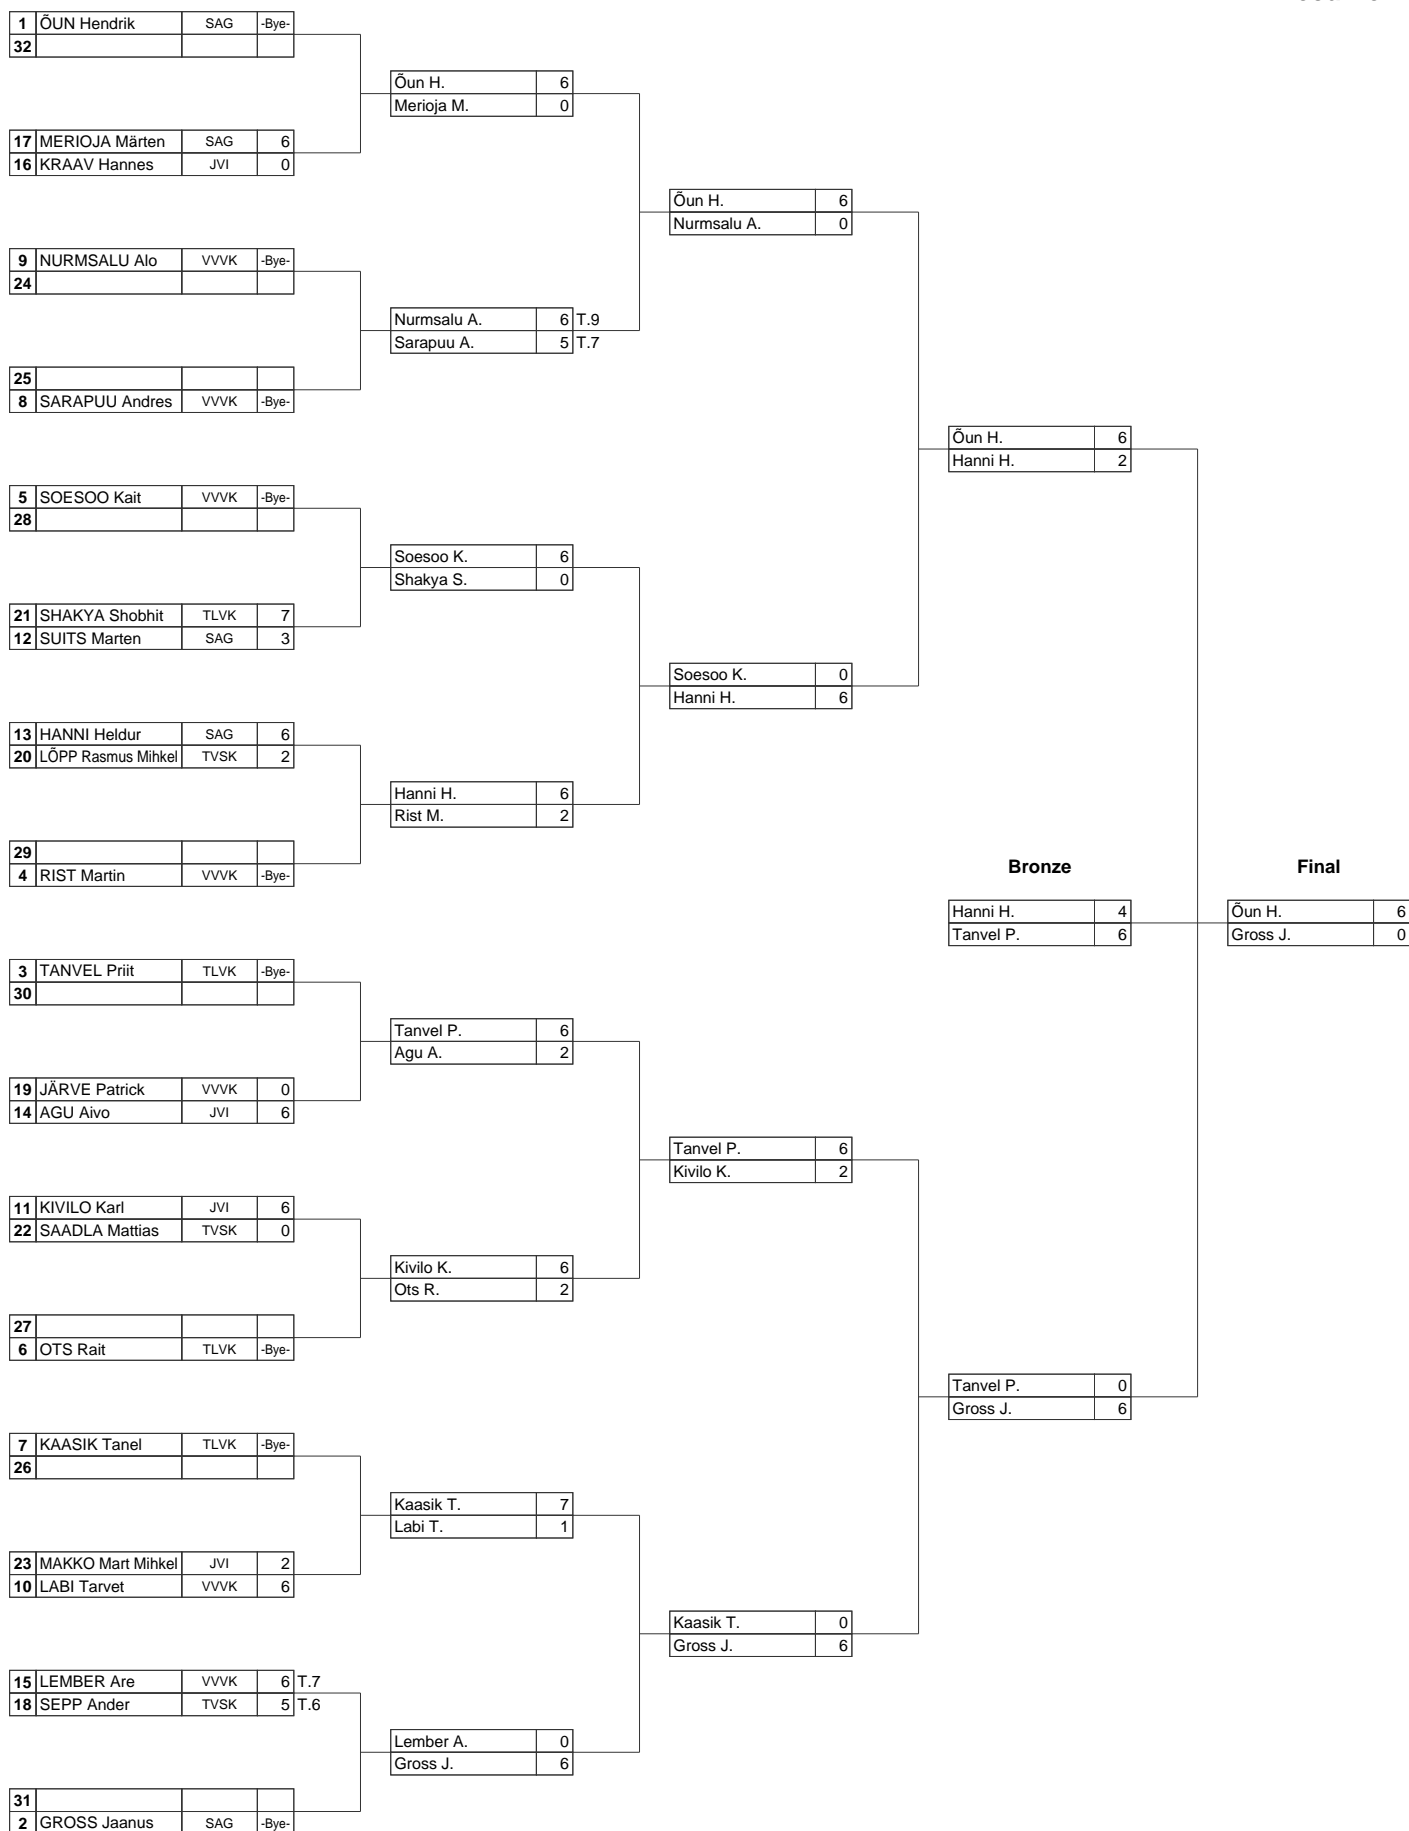 1 ÕUN Hendrik SAG -Bye-
32
Õun H. 6
Merioja M. 0
17 MERIOJA Märten SAG 6
16 KRAAV Hannes JVI 0
Õun H. 6
Nurmsalu A. 0
9 NURMSALU Alo VVVK -Bye-
24
Nurmsalu A. 6 T.9
Sarapuu A. 5 T.7
25
8 SARAPUU Andres VVVK -Bye-
Õun H. 6
Hanni H. 2
5 SOESOO Kait VVVK -Bye-
28
Soesoo K. 6
Shakya S. 0
21 SHAKYA Shobhit TLVK 7
12 SUITS Marten SAG 3
Soesoo K. 0
Hanni H. 6
13 HANNI Heldur SAG 6
20 LÕPP Rasmus Mihkel TVSK 2
Hanni H. 6
Rist M. 2
29
4 RIST Martin VVVK -Bye-
Bronze Final
Hanni H. 4 Õun H. 6
Tanvel P. 6 Gross J. 0
3 TANVEL Priit TLVK -Bye-
30
Tanvel P. 6
Agu A. 2
19 JÄRVE Patrick VVVK 0
14 AGU Aivo JVI 6
Tanvel P. 6
Kivilo K. 2
11 KIVILO Karl JVI 6
22 SAADLA Mattias TVSK 0
Kivilo K. 6
Ots R. 2
27
6 OTS Rait TLVK -Bye-
Tanvel P. 0
Gross J. 6
7 KAASIK Tanel TLVK -Bye-
26
Kaasik T. 7
Labi T. 1
23 MAKKO Mart Mihkel JVI 2
10 LABI Tarvet VVVK 6
Kaasik T. 0
Gross J. 6
15 LEMBER Are VVVK 6 T.7
18 SEPP Ander TVSK 5 T.6
Lember A. 0
Gross J. 6
31
2 GROSS Jaanus SAG -Bye-